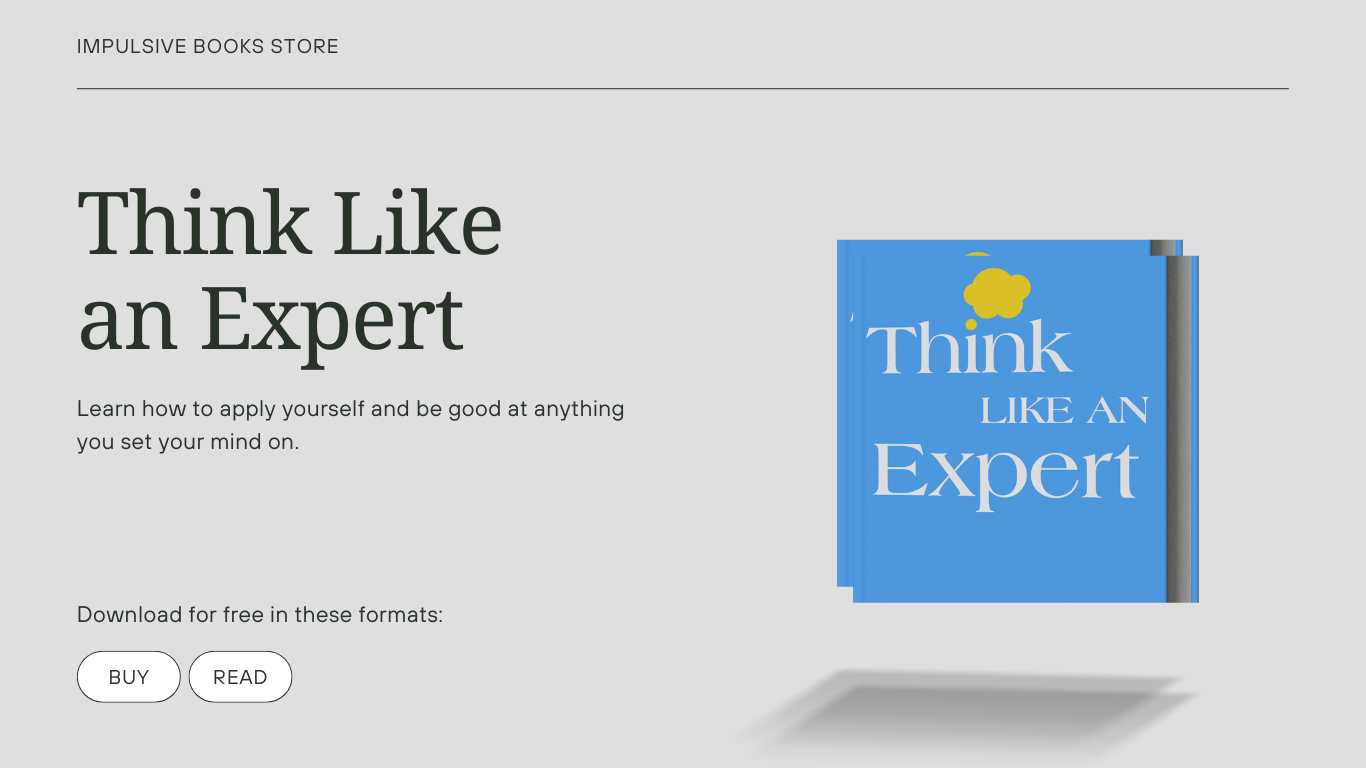 IMPULSIVE BOOKS STORE
Think Like
an Expert
Learn how to apply yourself and be good at anything
you set your mind on.
Download for free in these formats:
BUY
READ
Think
LIKE AN
Expert